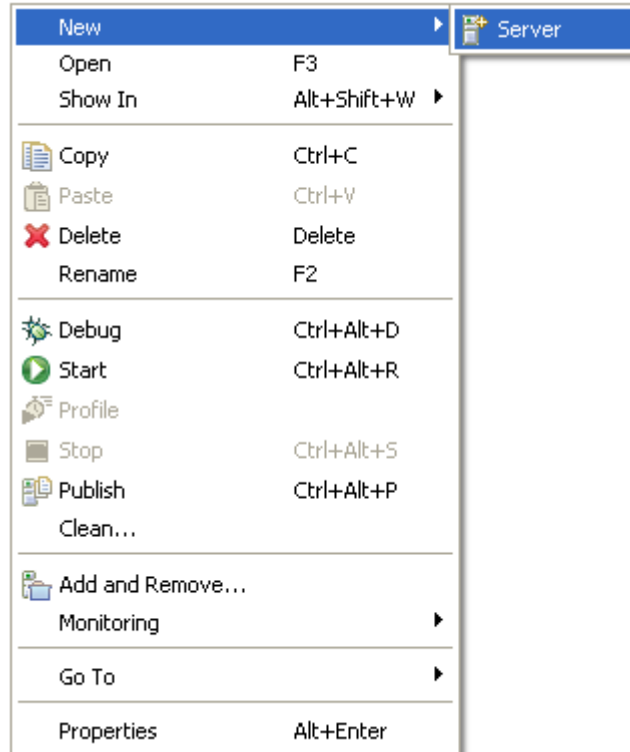 New Server
Open F3
Show In Alt+Shift+W
Copy Ctrl+C
Paste Ctrl+V
Delete Delete
Rename F2
Debug Ctrl+Alt+D
Start Ctrl+Alt+R
Profile
Stop Ctrl+Alt+S
Publish Ctrl+Alt+P
Clean...
Add and Remove...
Monitoring
Go To
Properties Alt+Enter